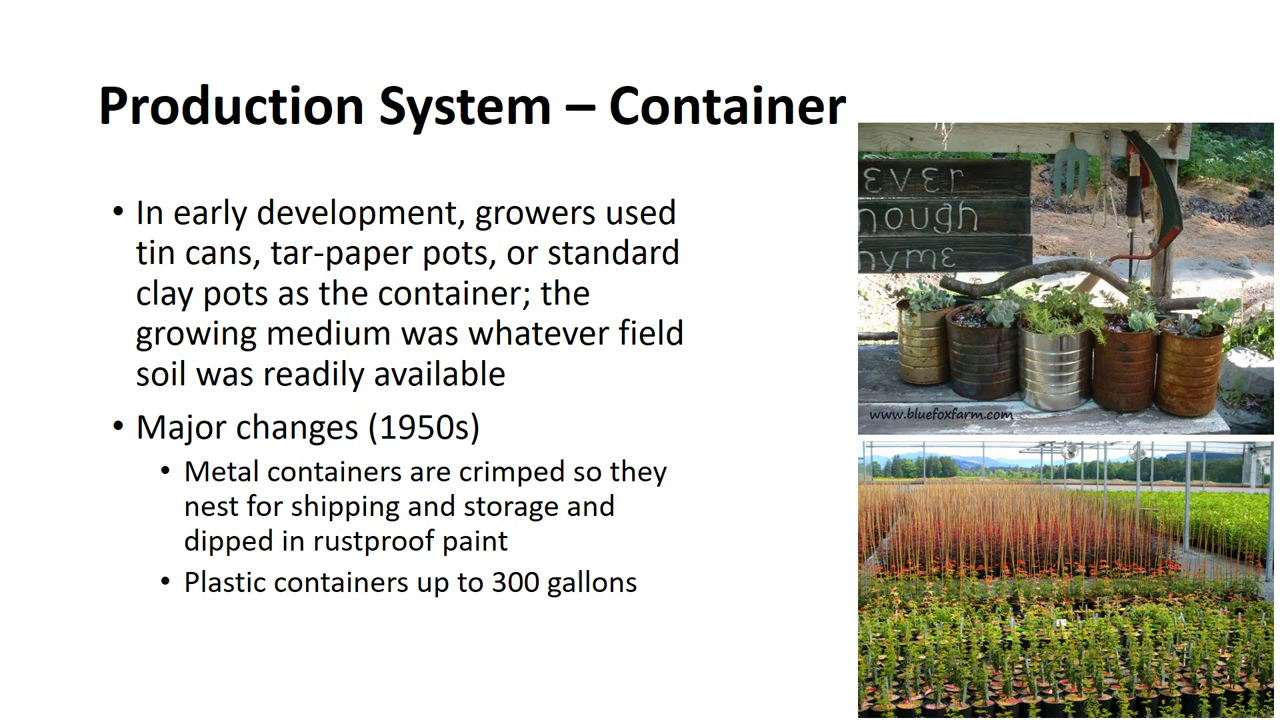 Production System – Container
• In early development, growers used
tin cans, tar-paper pots, or standard
clay pots as the container; the
growing medium was whatever field
soil was readily available
• Major changes (1950s)
• Metal containers are crimped so they
nest for shipping and storage and
dipped in rustproof paint
• Plastic containers up to 300 gallons
ever
nough
hyme
www.bluefoxfarm.com